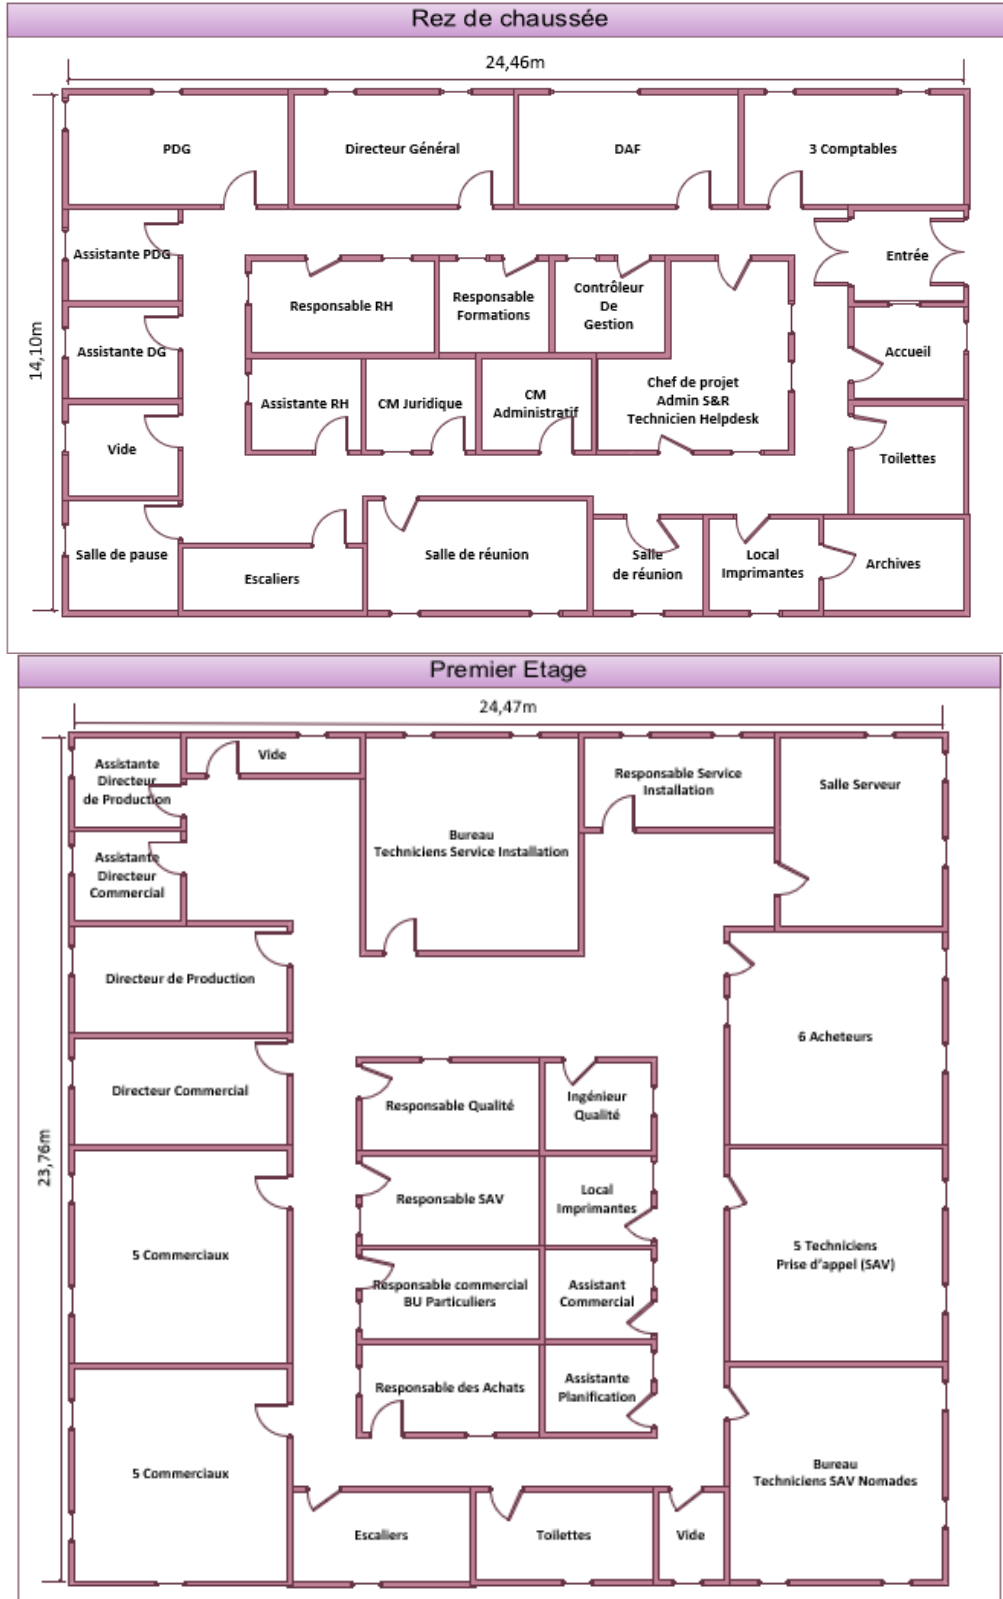 Rez de chaussée
24,46m
14,10m
PDG
Directeur Général
DAF
3 Comptables
Assistante PDG
Entrée
Responsable RH
Responsable
Formations
Contrôleur
De
Gestion
Assistante DG
Accueil
Assistante RH
CM Juridique
CM
Administratif
Chef de projet
Admin S&R
Technicien Helpdesk
Vide
Toilettes
Salle de pause
Escaliers
Salle de réunion
Salle
de réunion
Local
Imprimantes
Archives
Premier Etage
24,47m
23,76m
Assistante
Directeur
de Production
Vide
Bureau
Techniciens Service Installation
Responsable Service
Installation
Salle Serveur
Assistante
Directeur
Commercial
Directeur de Production
6 Acheteurs
Directeur Commercial
Responsable Qualité
Ingénieur
Qualité
Responsable SAV
Local
Imprimantes
5 Commerciaux
5 Techniciens
Prise d'appel (SAV)
Responsable commercial
BU Particuliers
Assistant
Commercial
Responsable des Achats
Assistante
Planification
5 Commerciaux
Bureau
Techniciens SAV Nomades
Escaliers
Toilettes
Vide